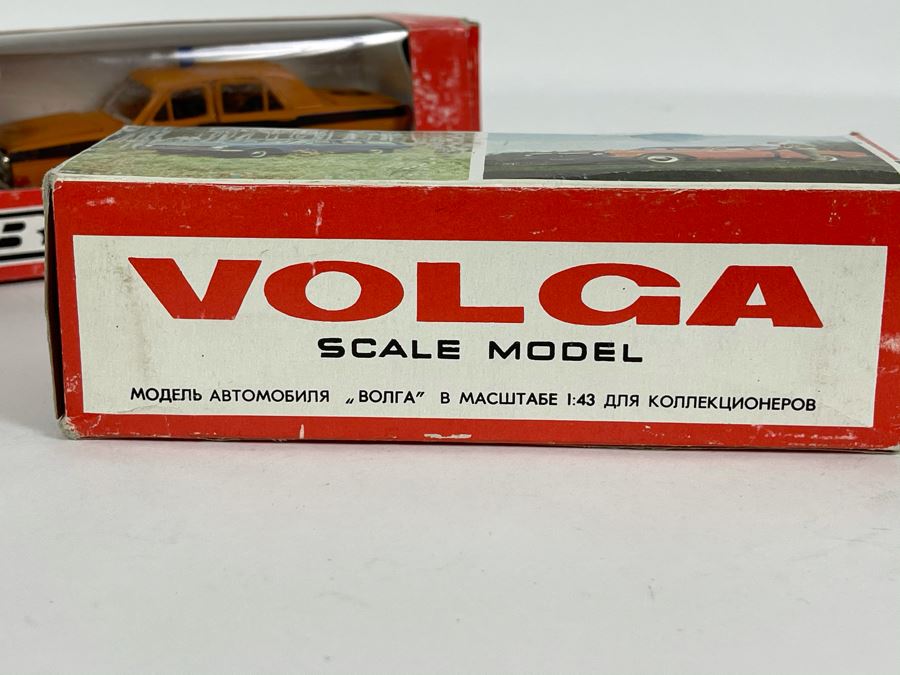 VOLGA
SCALE MODEL
МОДЕЛЬ АВТОМОБИЛЯ „ВОЛГА” В МАСШТАБЕ 1:43 ДЛЯ КОЛЛЕКЦИОНЕРОВ